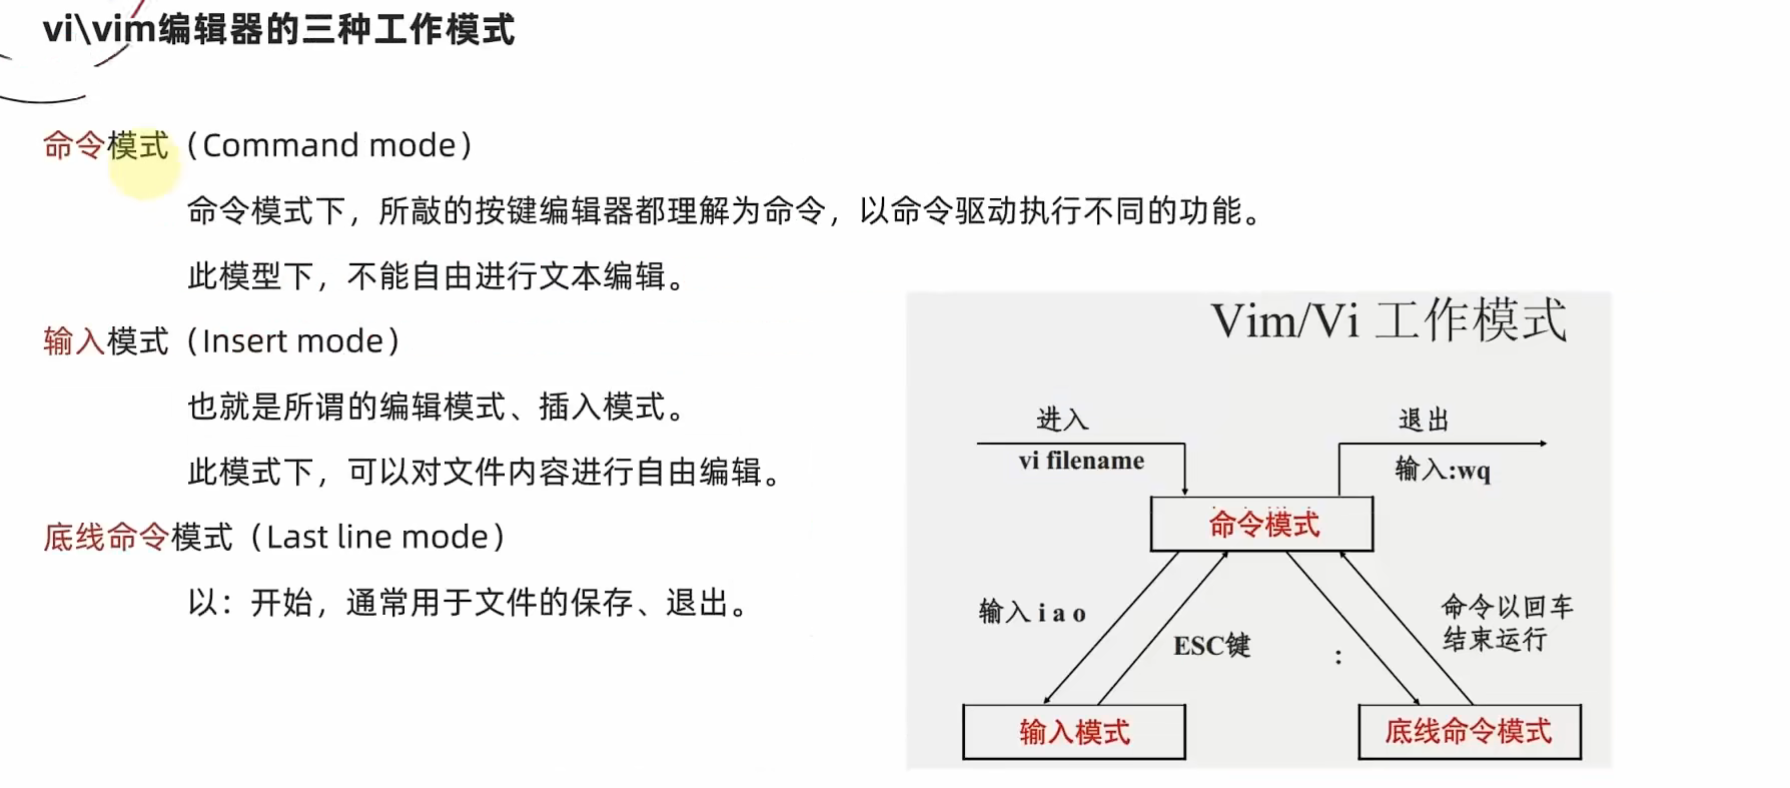 vi\vim编辑器的三种工作模式
命令模式（Command mode）
命令模式下，所敲的按键编辑器都理解为命令，以命令驱动执行不同的功能。
此模型下，不能自由进行文本编辑。
输入模式（Insert mode）
也就是所谓的编辑模式、插入模式。
此模式下，可以对文件内容进行自由编辑。
底线命令模式（Last line mode）
以：开始，通常用于文件的保存、退出。
Vim/Vi 工作模式
进入
vi filename
退出
输入:wq
命令模式
输入 i a o
ESC键
:
命令以回车
结束运行
输入模式
底线命令模式